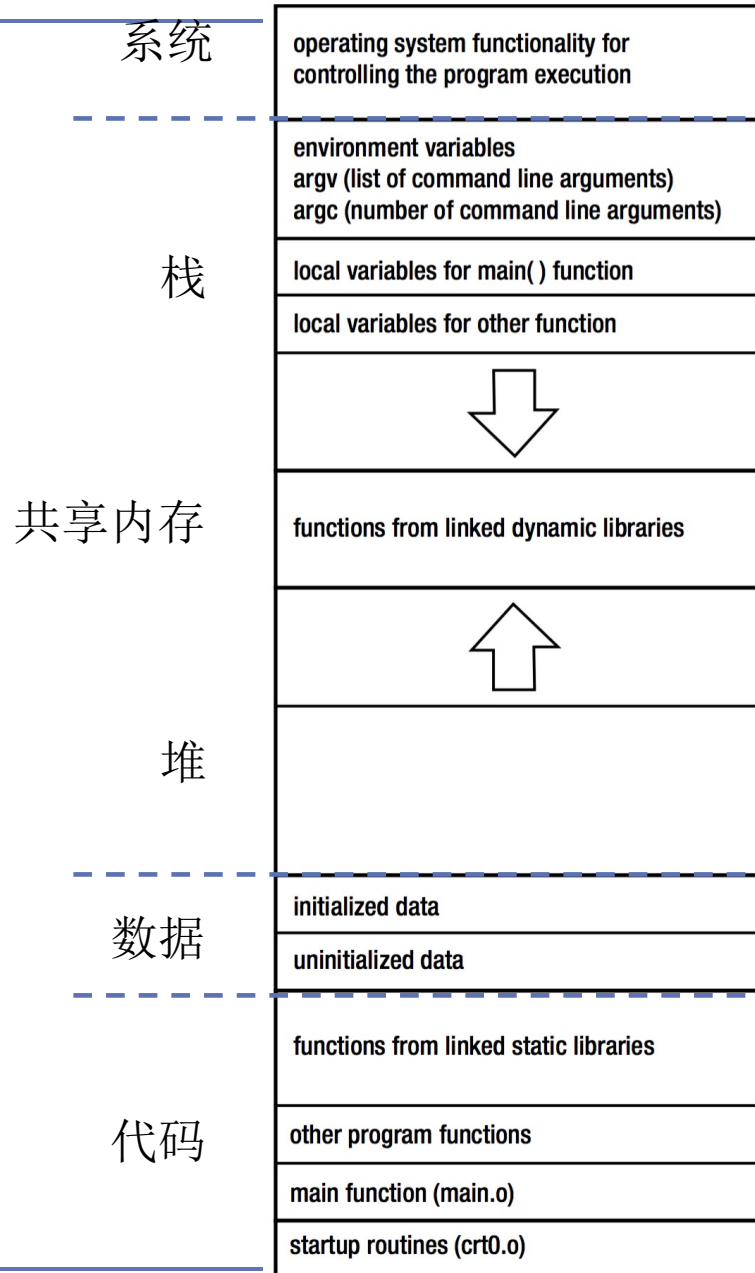 系统
operating system functionality for
controlling the program execution
environment variables
argv (list of command line arguments)
argc (number of command line arguments)
栈
local variables for main( ) function
local variables for other function
共享内存
functions from linked dynamic libraries
堆
initialized data
数据
uninitialized data
functions from linked static libraries
代码
other program functions
main function (main.o)
startup routines (crt0.o)